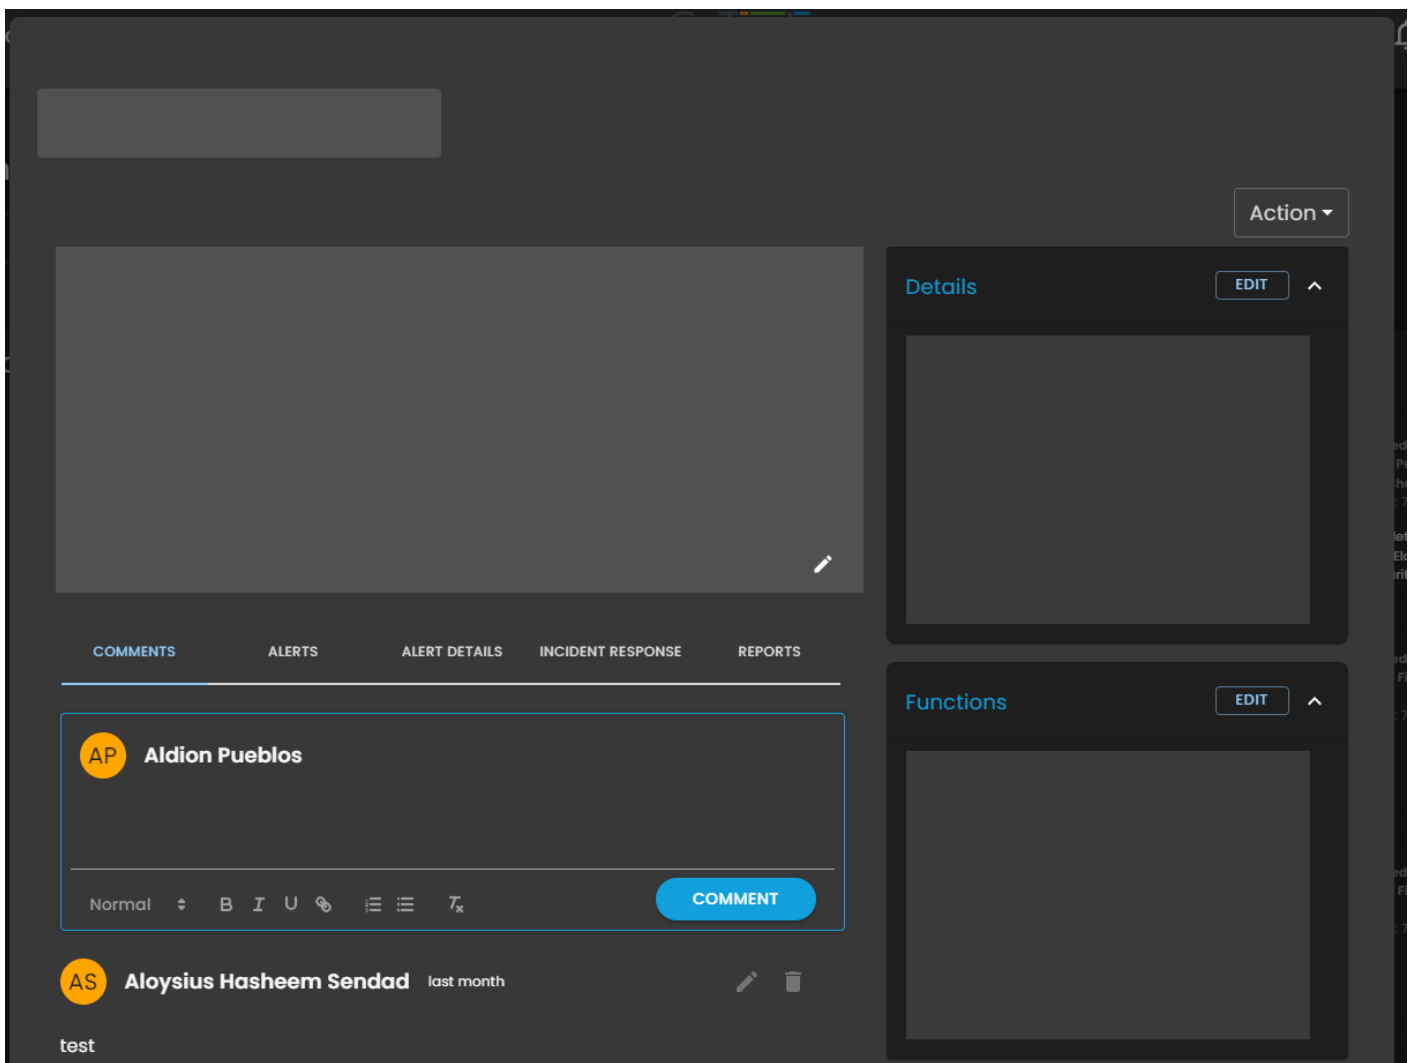 Action
Details
EDIT
COMMENTS
ALERTS
ALERT DETAILS
INCIDENT RESPONSE
REPORTS
Functions
EDIT
AP
Aldion Pueblos
Normal
B I U
COMMENT
AS
Aloysius Hasheem Sendad
last month
test